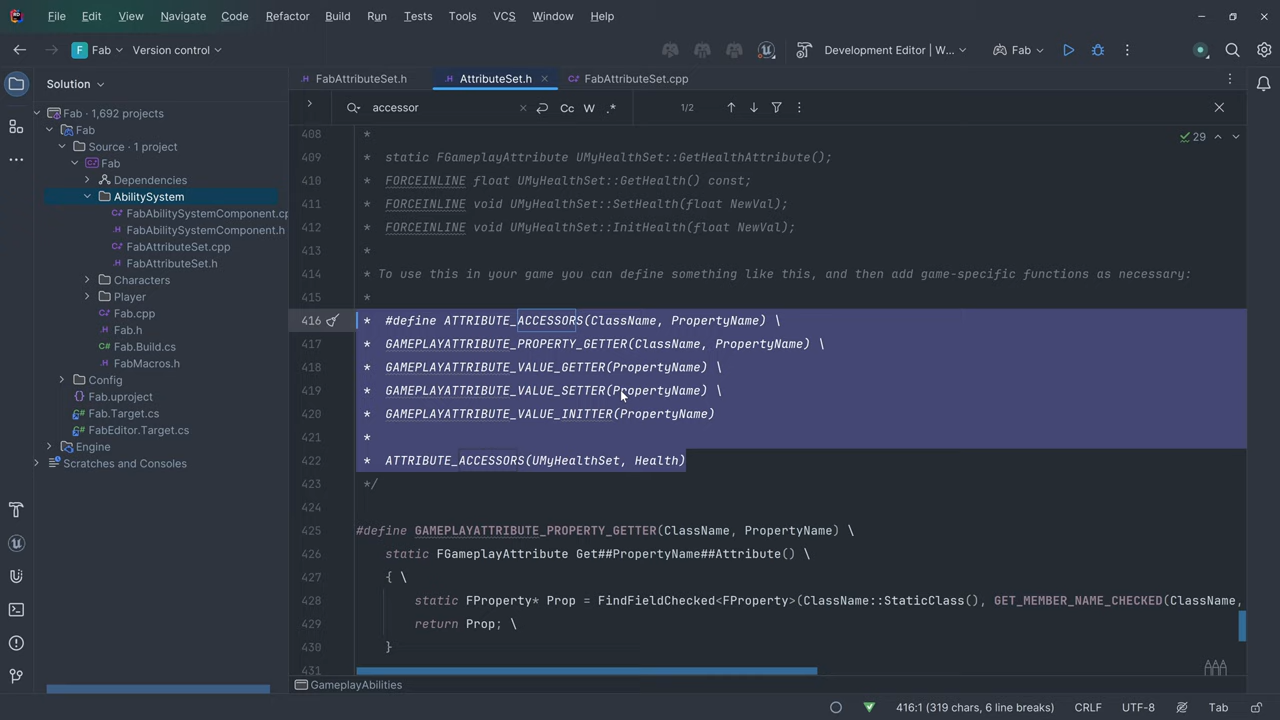 File Edit View Navigate Code Refactor Build Run Tests Tools VCS Window Help
Fab Version control Development Editor | W... Fab
Solution
FabAttributeSet.h AttributeSet.h FabAttributeSet.cpp
accessor Cc W .* 1/2
Fab · 1,692 projects
Fab
Source · 1 project
Fab
Dependencies
AbilitySystem
FabAbilitySystemComponent.cp
FabAbilitySystemComponent.h
FabAttributeSet.cpp
FabAttributeSet.h
Characters
Player
Fab.cpp
Fab.h
Fab.Build.cs
FabMacros.h
Config
Fab.uproject
Fab.Target.cs
FabEditor.Target.cs
Engine
Scratches and Consoles
29
408 *
409 * static FGameplayAttribute UMyHealthSet::GetHealthAttribute();
410 * FORCEINLINE float UMyHealthSet::GetHealth() const;
411 * FORCEINLINE void UMyHealthSet::SetHealth(float NewVal);
412 * FORCEINLINE void UMyHealthSet::InitHealth(float NewVal);
413 *
414 * To use this in your game you can define something like this, and then add game-specific functions as necessary:
415 *
416 * #define ATTRIBUTE_ACCESSORS(ClassName, PropertyName) \
417 * GAMEPLAYATTRIBUTE_PROPERTY_GETTER(ClassName, PropertyName) \
418 * GAMEPLAYATTRIBUTE_VALUE_GETTER(PropertyName) \
419 * GAMEPLAYATTRIBUTE_VALUE_SETTER(PropertyName) \
420 * GAMEPLAYATTRIBUTE_VALUE_INITTER(PropertyName)
421 *
422 * ATTRIBUTE_ACCESSORS(UMyHealthSet, Health)
423 */
424
425 #define GAMEPLAYATTRIBUTE_PROPERTY_GETTER(ClassName, PropertyName) \
426 static FGameplayAttribute Get##PropertyName##Attribute() \
427 { \
428 static FProperty* Prop = FindFieldChecked<FProperty>(ClassName::StaticClass(), GET_MEMBER_NAME_CHECKED(ClassName,
429 return Prop; \
430 }
431
GameplayAbilities
416:1 (319 chars, 6 line breaks) CRLF UTF-8 Tab